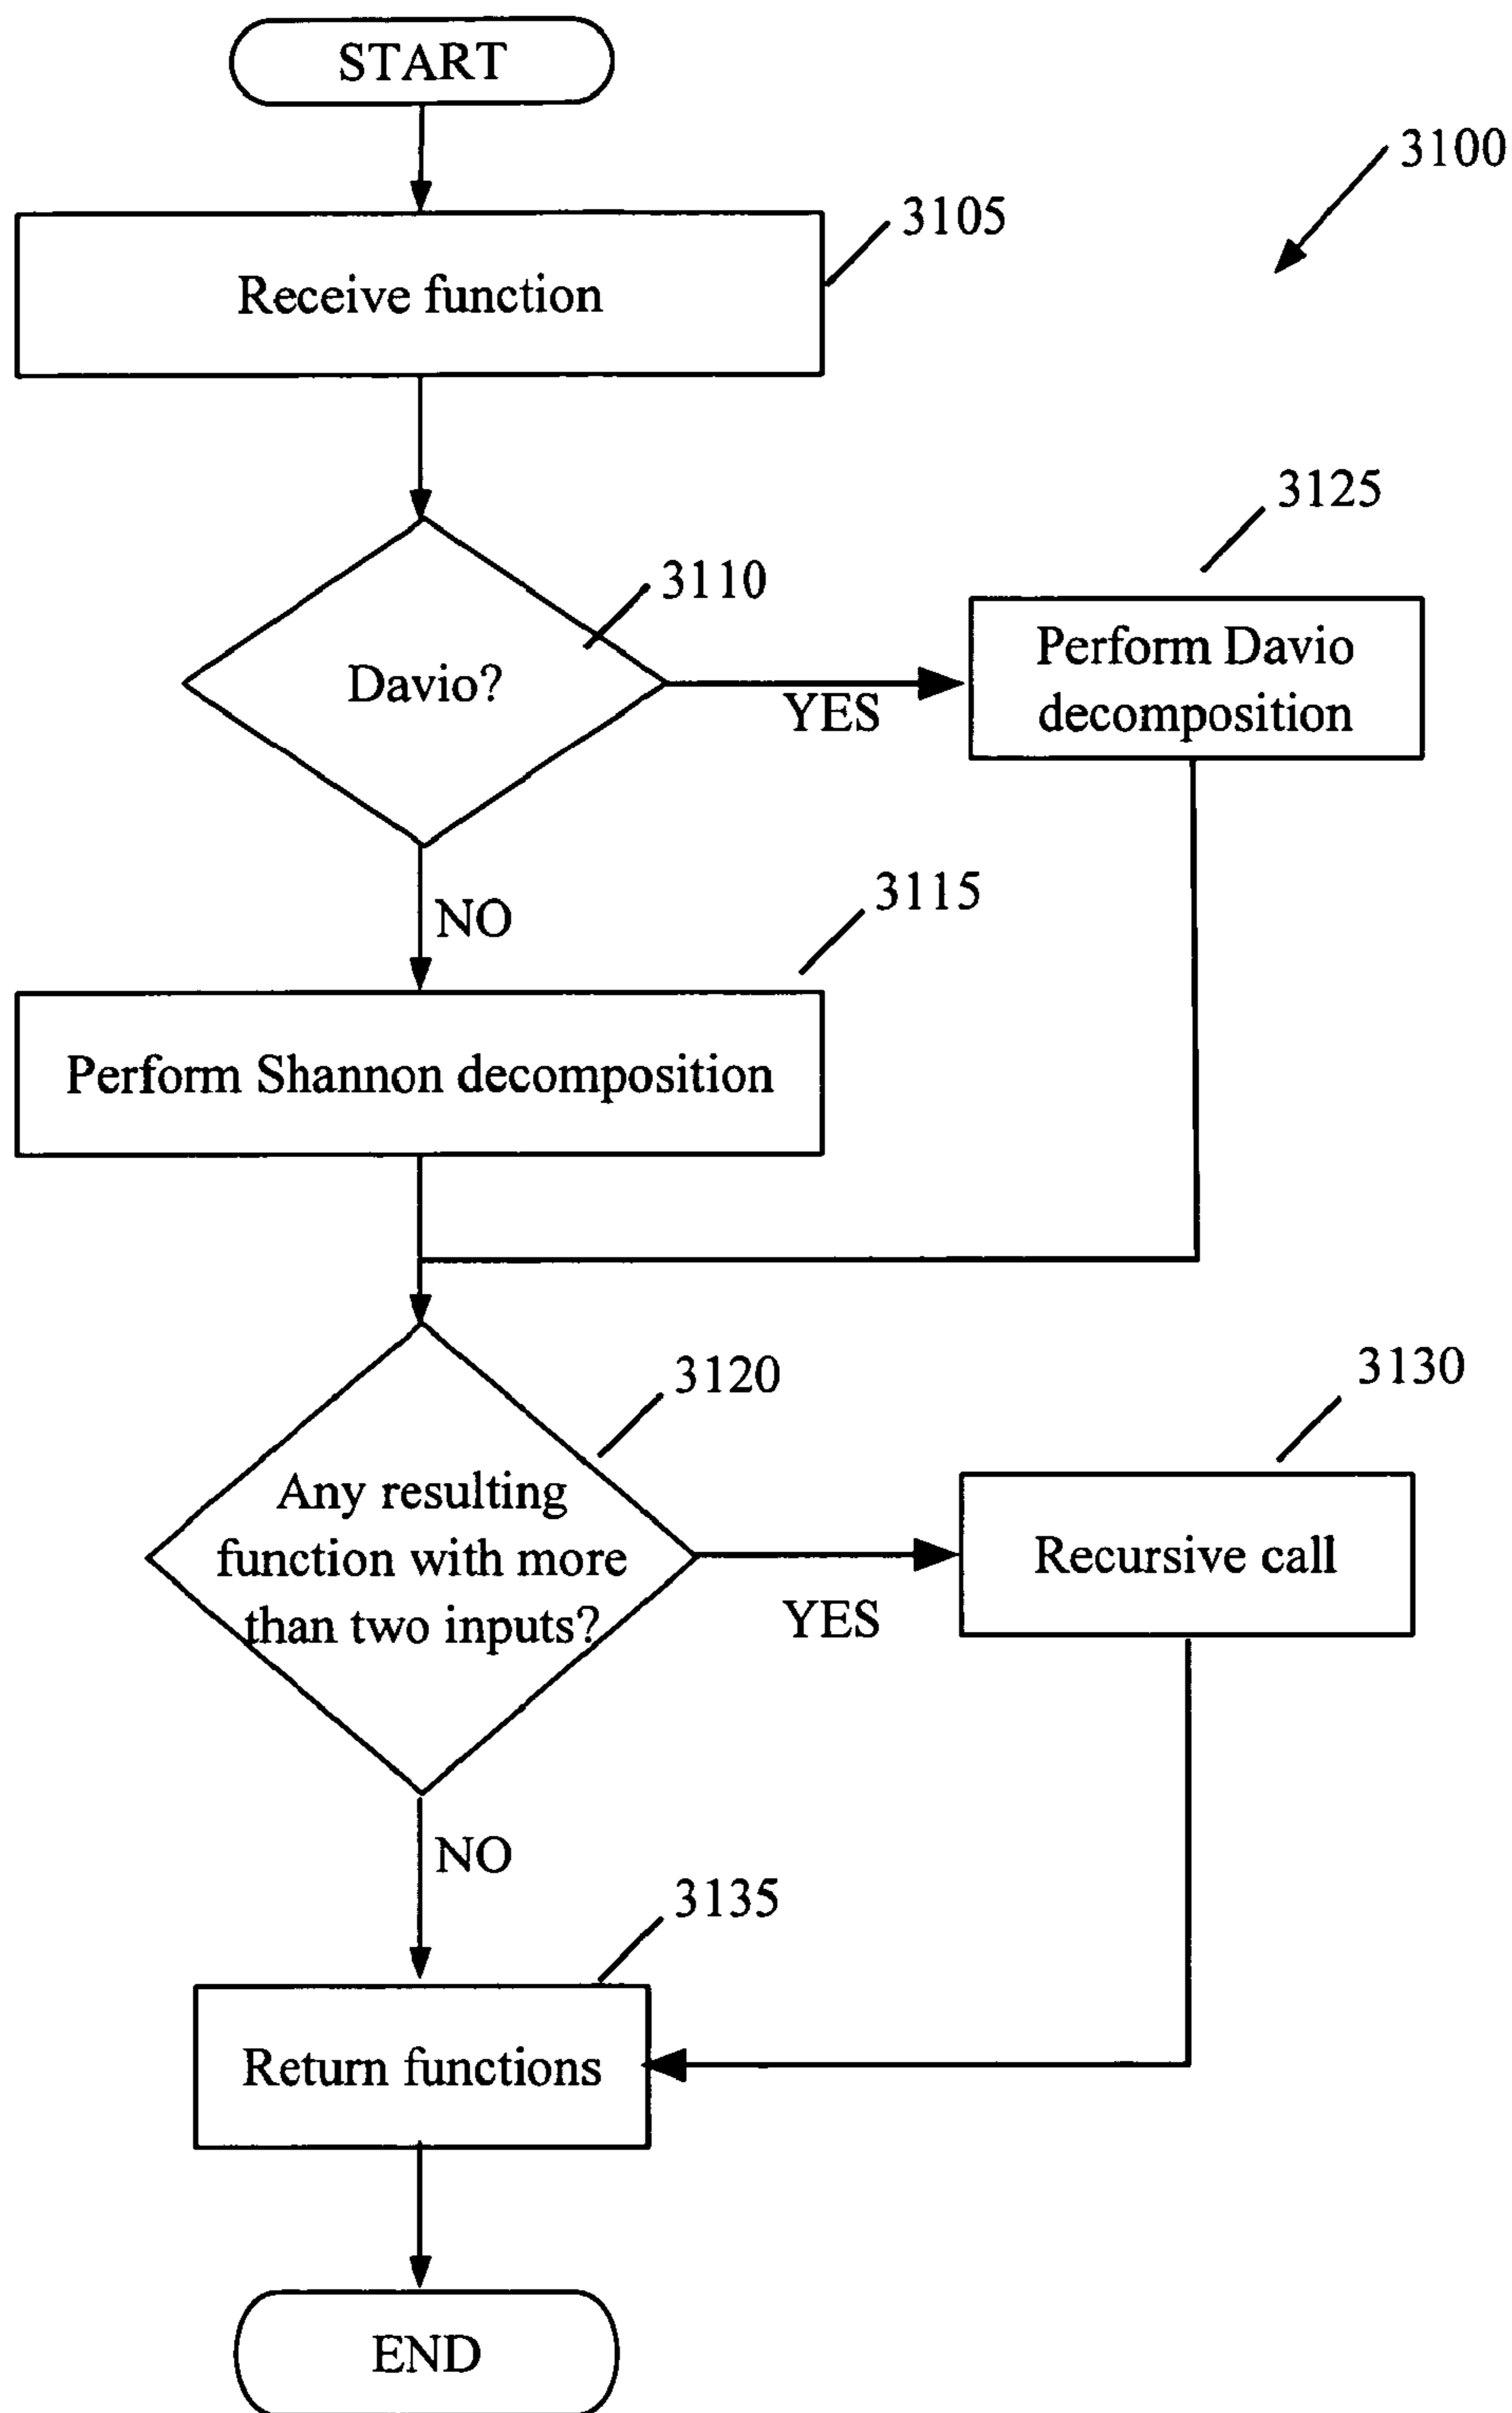 START
3100
3105
Receive function
3125
3110
Perform Davio
decomposition
Davio?
YES
3115
NO
Perform Shannon decomposition
3120
3130
Any resulting
function with more
than two inputs?
Recursive call
YES
NO
3135
Return functions
END